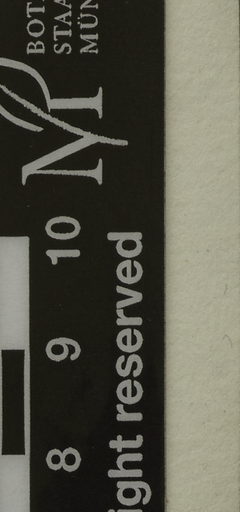 BOT
STAA
MÜN
M
8 9 10
ight reserved